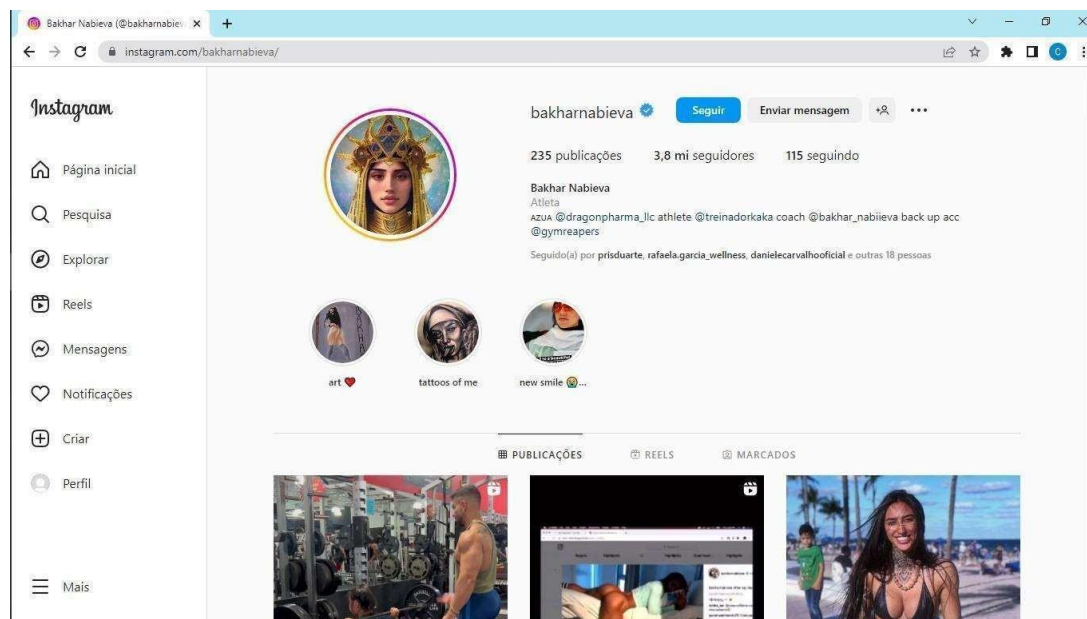 Bakhar Nabieva (@bakharnabiev
instagram.com/bakharnabieva/
C
Instagram
Página inicial
Pesquisa
Explorar
Reels
Mensagens
Notificações
Criar
Perfil
Mais
bakharnabieva
Seguir
Enviar mensagem
235 publicações 3,8 mi seguidores 115 seguindo
Bakhar Nabieva
Atleta
ᴀᴢᴜᴀ @dragonpharma_llc athlete @treinadorkaka coach @bakhar_nabiieva back up acc
@gymreapers
Seguido(a) por prisduarte, rafaela.garcia_wellness, danielecarvalhooficial e outras 18 pessoas
art ❤️
tattoos of me
new smile 😭...
PUBLICAÇÕES
REELS
MARCADOS